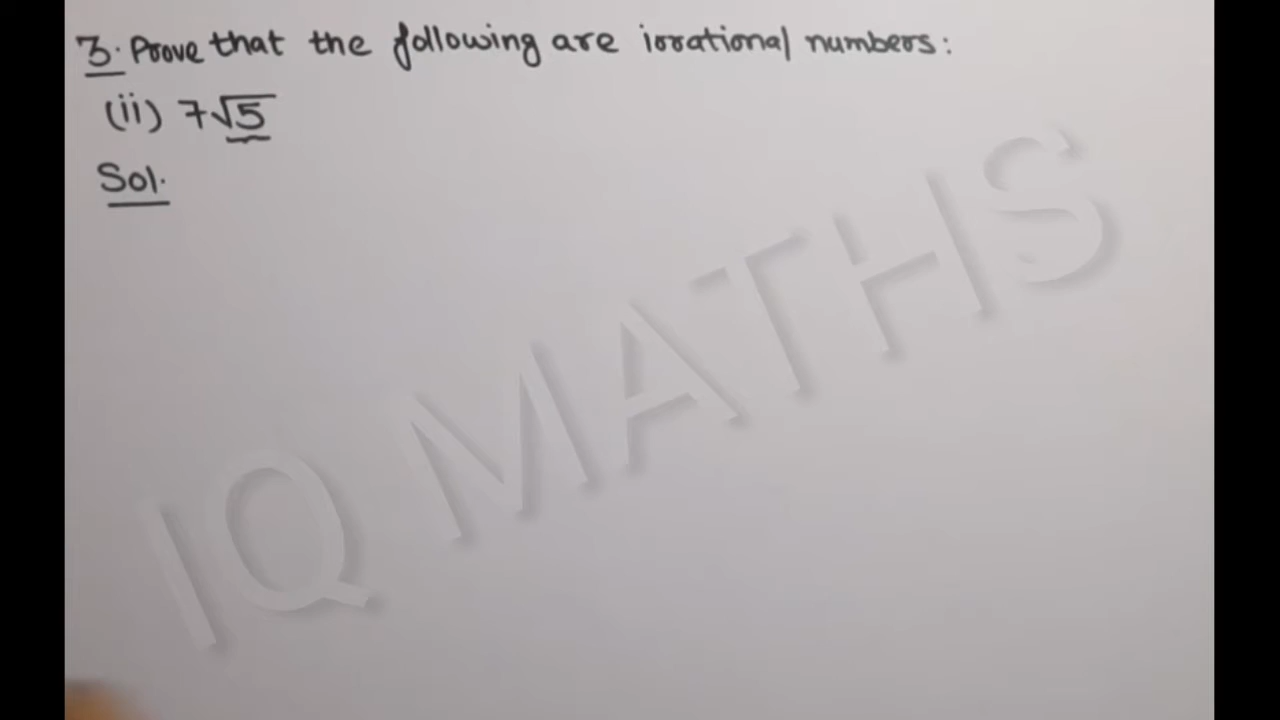 3. Prove that the following are irrational numbers:
(ii) 7√5
Sol.
IQ MATHS